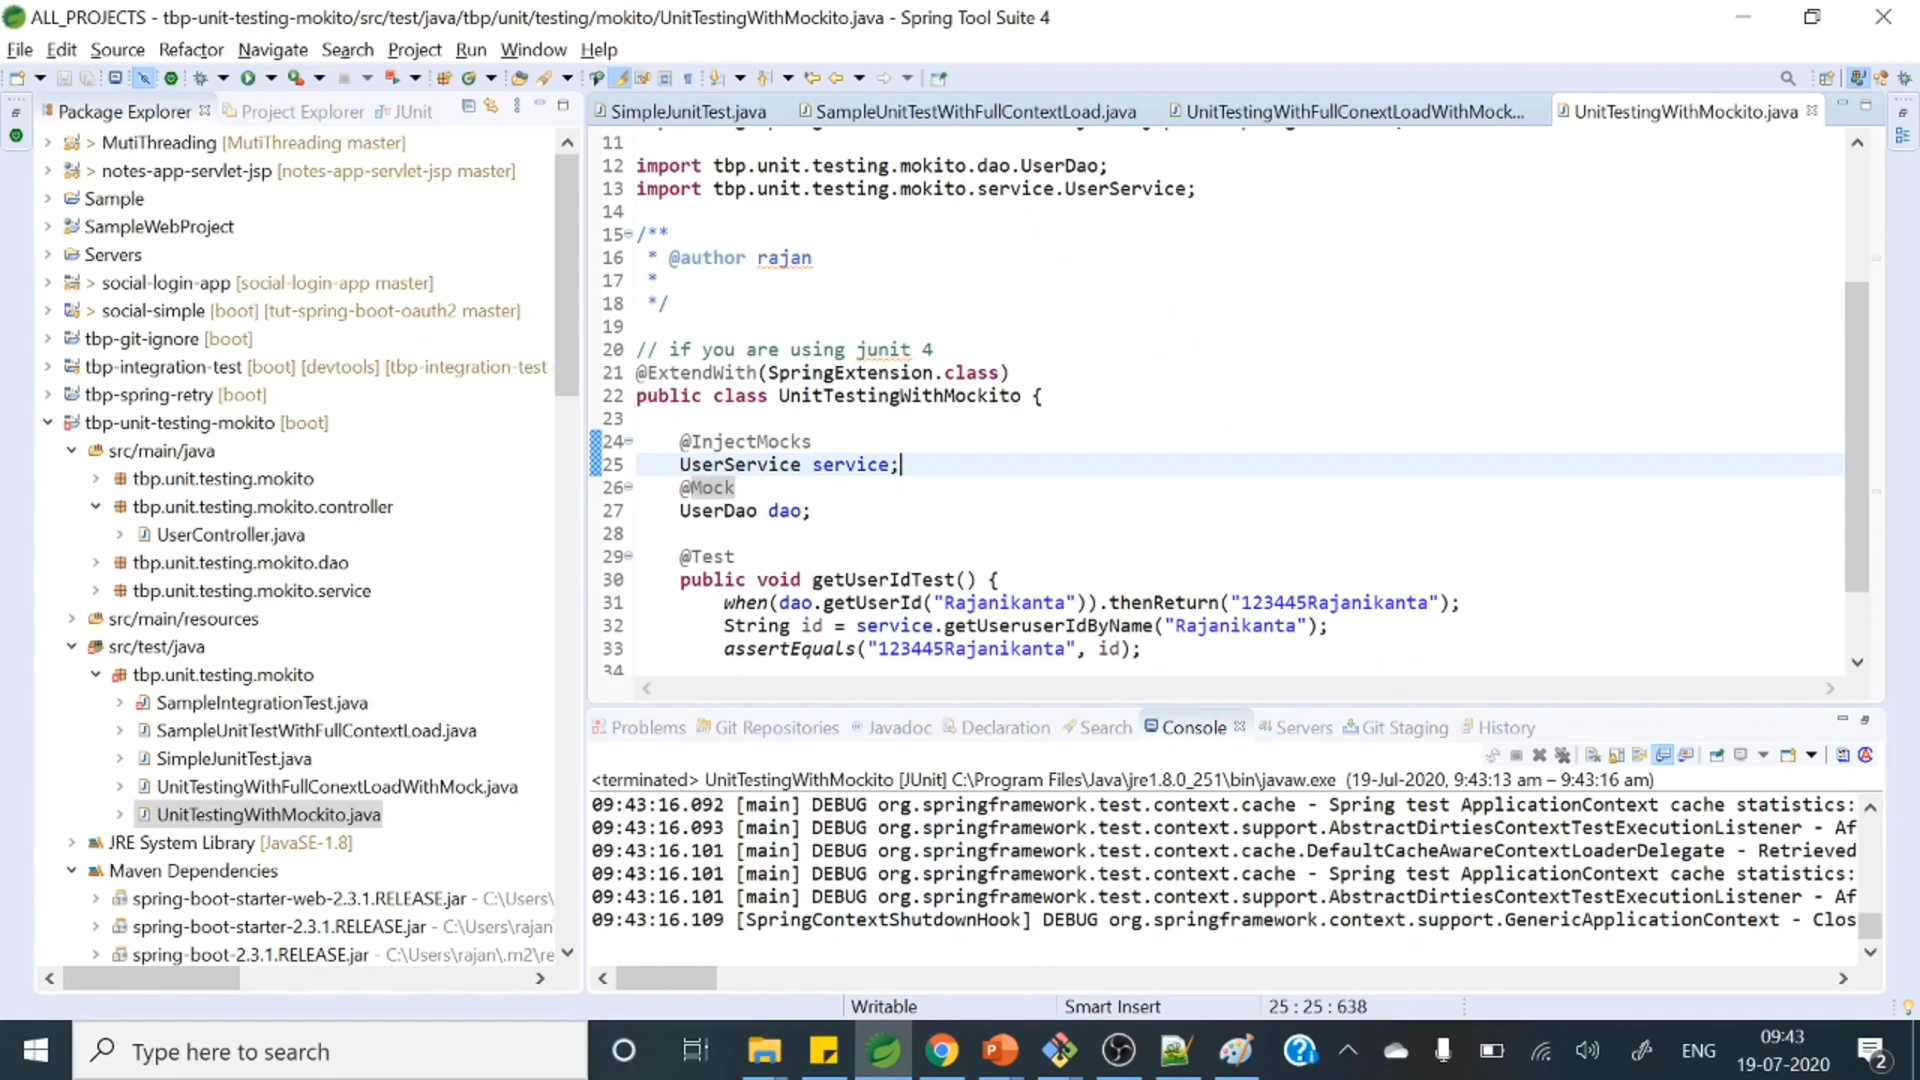 ALL_PROJECTS - tbp-unit-testing-mokito/src/test/java/tbp/unit/testing/mokito/UnitTestingWithMockito.java - Spring Tool Suite 4
File Edit Source Refactor Navigate Search Project Run Window Help
Package Explorer Project Explorer JUnit
MutiThreading [MutiThreading master]
notes-app-servlet-jsp [notes-app-servlet-jsp master]
Sample
SampleWebProject
Servers
social-login-app [social-login-app master]
social-simple [boot] [tut-spring-boot-oauth2 master]
tbp-git-ignore [boot]
tbp-integration-test [boot] [devtools] [tbp-integration-test
tbp-spring-retry [boot]
tbp-unit-testing-mokito [boot]
src/main/java
tbp.unit.testing.mokito
tbp.unit.testing.mokito.controller
UserController.java
tbp.unit.testing.mokito.dao
tbp.unit.testing.mokito.service
src/main/resources
src/test/java
tbp.unit.testing.mokito
SampleIntegrationTest.java
SampleUnitTestWithFullContextLoad.java
SimpleJunitTest.java
UnitTestingWithFullConextLoadWithMock.java
UnitTestingWithMockito.java
JRE System Library [JavaSE-1.8]
Maven Dependencies
spring-boot-starter-web-2.3.1.RELEASE.jar - C:\Users\
spring-boot-starter-2.3.1.RELEASE.jar - C:\Users\rajan\
spring-boot-2.3.1.RELEASE.jar - C:\Users\rajan\.m2\re
SimpleJunitTest.java SampleUnitTestWithFullContextLoad.java UnitTestingWithFullConextLoadWithMock... UnitTestingWithMockito.java
11
12 import tbp.unit.testing.mokito.dao.UserDao;
13 import tbp.unit.testing.mokito.service.UserService;
14
15 /**
16 * @author rajan
17 *
18 */
19
20 // if you are using junit 4
21 @ExtendWith(SpringExtension.class)
22 public class UnitTestingWithMockito {
23
24 @InjectMocks
25 UserService service;
26 @Mock
27 UserDao dao;
28
29 @Test
30 public void getUserIdTest() {
31 when(dao.getUserId("Rajanikanta")).thenReturn("123445Rajanikanta");
32 String id = service.getUseruserIdByName("Rajanikanta");
33 assertEquals("123445Rajanikanta", id);
34
Problems Git Repositories Javadoc Declaration Search Console Servers Git Staging History
<terminated> UnitTestingWithMockito [JUnit] C:\Program Files\Java\jre1.8.0_251\bin\javaw.exe (19-Jul-2020, 9:43:13 am – 9:43:16 am)
09:43:16.092 [main] DEBUG org.springframework.test.context.cache - Spring test ApplicationContext cache statistics:
09:43:16.093 [main] DEBUG org.springframework.test.context.support.AbstractDirtiesContextTestExecutionListener - Af
09:43:16.101 [main] DEBUG org.springframework.test.context.cache.DefaultCacheAwareContextLoaderDelegate - Retrieved
09:43:16.101 [main] DEBUG org.springframework.test.context.cache - Spring test ApplicationContext cache statistics:
09:43:16.101 [main] DEBUG org.springframework.test.context.support.AbstractDirtiesContextTestExecutionListener - Af
09:43:16.109 [SpringContextShutdownHook] DEBUG org.springframework.context.support.GenericApplicationContext - Clos
Writable Smart Insert 25 : 25 : 638
Type here to search
ENG
09:43
19-07-2020
2